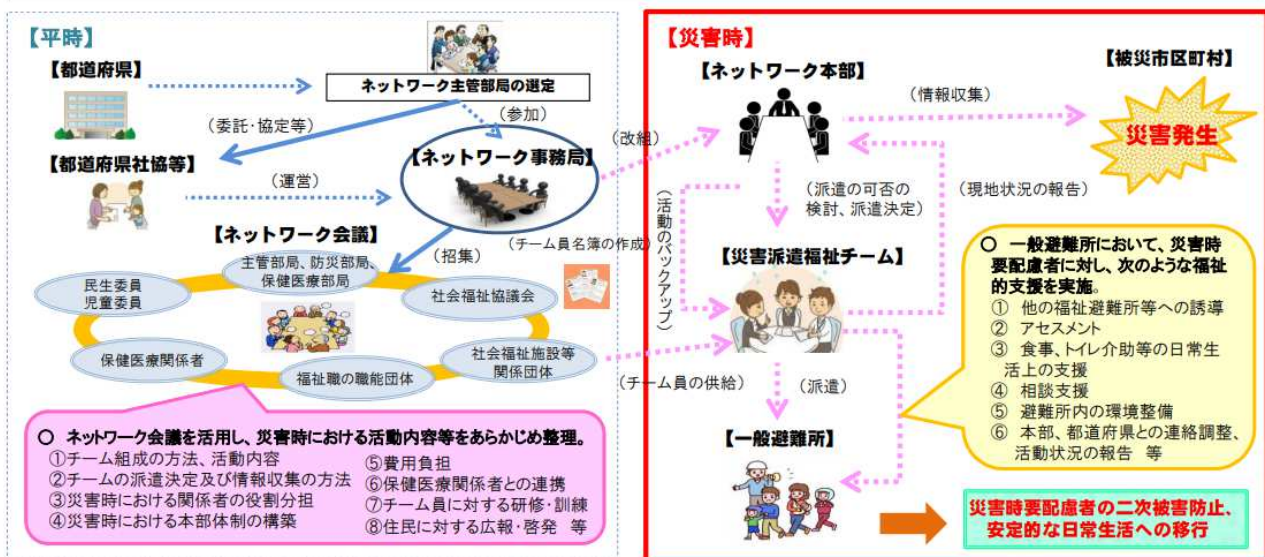 【平時】
【都道府県】
ネットワーク主管部局の選定
(委託・協定等)
(参加)
【都道府県社協等】
(運営)
【ネットワーク事務局】
(改組)
【ネットワーク会議】
(招集)
(チーム員名簿の作成)
主管部局、防災部局、
保健医療部局
民生委員
児童委員
社会福祉協議会
保健医療関係者
福祉職の職能団体
社会福祉施設等
関係団体
(チーム員の供給)
○ ネットワーク会議を活用し、災害時における活動内容等をあらかじめ整理。
①チーム組成の方法、活動内容
②チームの派遣決定及び情報収集の方法
③災害時における関係者の役割分担
④災害時における本部体制の構築
⑤費用負担
⑥保健医療関係者との連携
⑦チーム員に対する研修・訓練
⑧住民に対する広報・啓発 等
【災害時】
【ネットワーク本部】
(情報収集)
【被災市区町村】
災害発生
(活動のバックアップ)
(派遣の可否の
検討、派遣決定)
(現地状況の報告)
【災害派遣福祉チーム】
(派遣)
【一般避難所】
○ 一般避難所において、災害時
要配慮者に対し、次のような福祉
的支援を実施。
① 他の福祉避難所等への誘導
② アセスメント
③ 食事、トイレ介助等の日常生
活上の支援
④ 相談支援
⑤ 避難所内の環境整備
⑥ 本部、都道府県との連絡調整、
活動状況の報告 等
災害時要配慮者の二次被害防止、
安定的な日常生活への移行